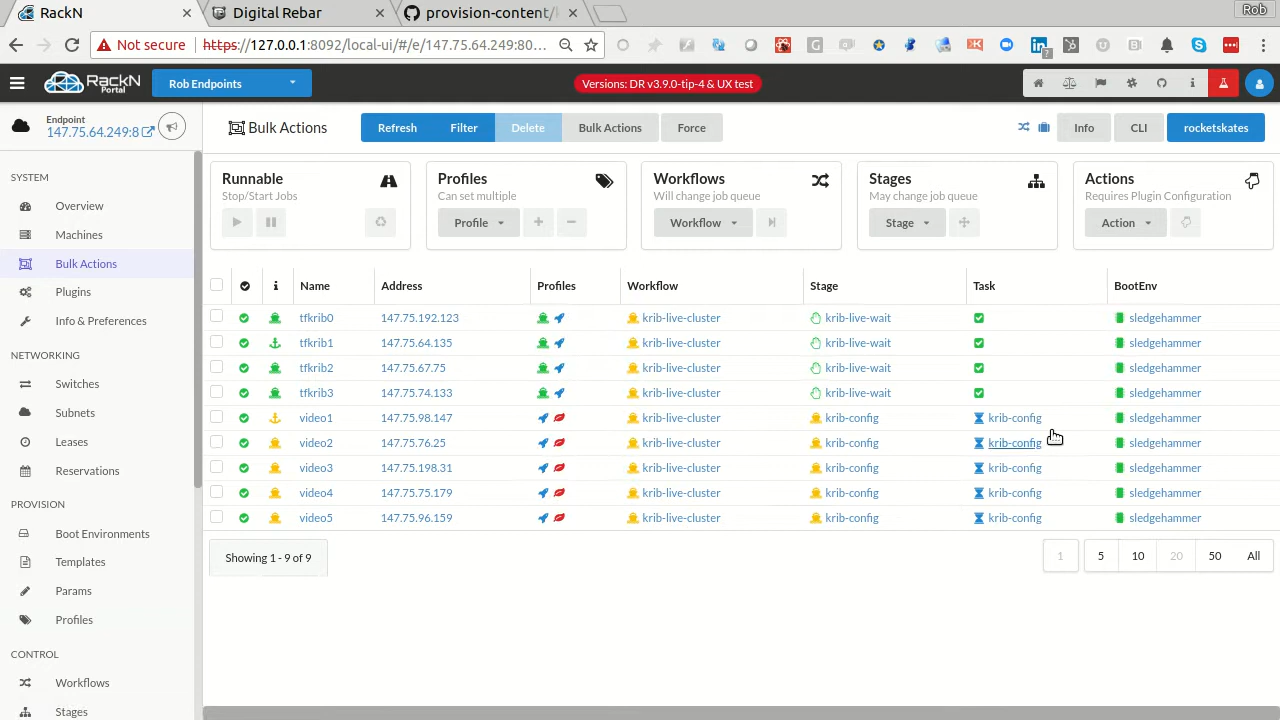 RackN
Digital Rebar
provision-content/
Rob
Not secure
https://127.0.0.1:8092/local-ui/#/e/147.75.64.249:80...
RackN
Portal
Rob Endpoints
Versions: DR v3.9.0-tip-4 & UX test
Endpoint
147.75.64.249:8
Bulk Actions
Refresh
Filter
Delete
Bulk Actions
Force
Info
CLI
rocketskates
SYSTEM
Overview
Machines
Bulk Actions
Plugins
Info & Preferences
NETWORKING
Switches
Subnets
Leases
Reservations
PROVISION
Boot Environments
Templates
Params
Profiles
CONTROL
Workflows
Stages
Runnable
Stop/Start Jobs
Profiles
Can set multiple
Profile
Workflows
Will change job queue
Workflow
Stages
May change job queue
Stage
Actions
Requires Plugin Configuration
Action
Name Address Profiles Workflow Stage Task BootEnv
tfkrib0 147.75.192.123 krib-live-cluster krib-live-wait sledgehammer
tfkrib1 147.75.64.135 krib-live-cluster krib-live-wait sledgehammer
tfkrib2 147.75.67.75 krib-live-cluster krib-live-wait sledgehammer
tfkrib3 147.75.74.133 krib-live-cluster krib-live-wait sledgehammer
video1 147.75.98.147 krib-live-cluster krib-config krib-config sledgehammer
video2 147.75.76.25 krib-live-cluster krib-config krib-config sledgehammer
video3 147.75.198.31 krib-live-cluster krib-config krib-config sledgehammer
video4 147.75.75.179 krib-live-cluster krib-config krib-config sledgehammer
video5 147.75.96.159 krib-live-cluster krib-config krib-config sledgehammer
Showing 1 - 9 of 9
1 5 10 20 50 All